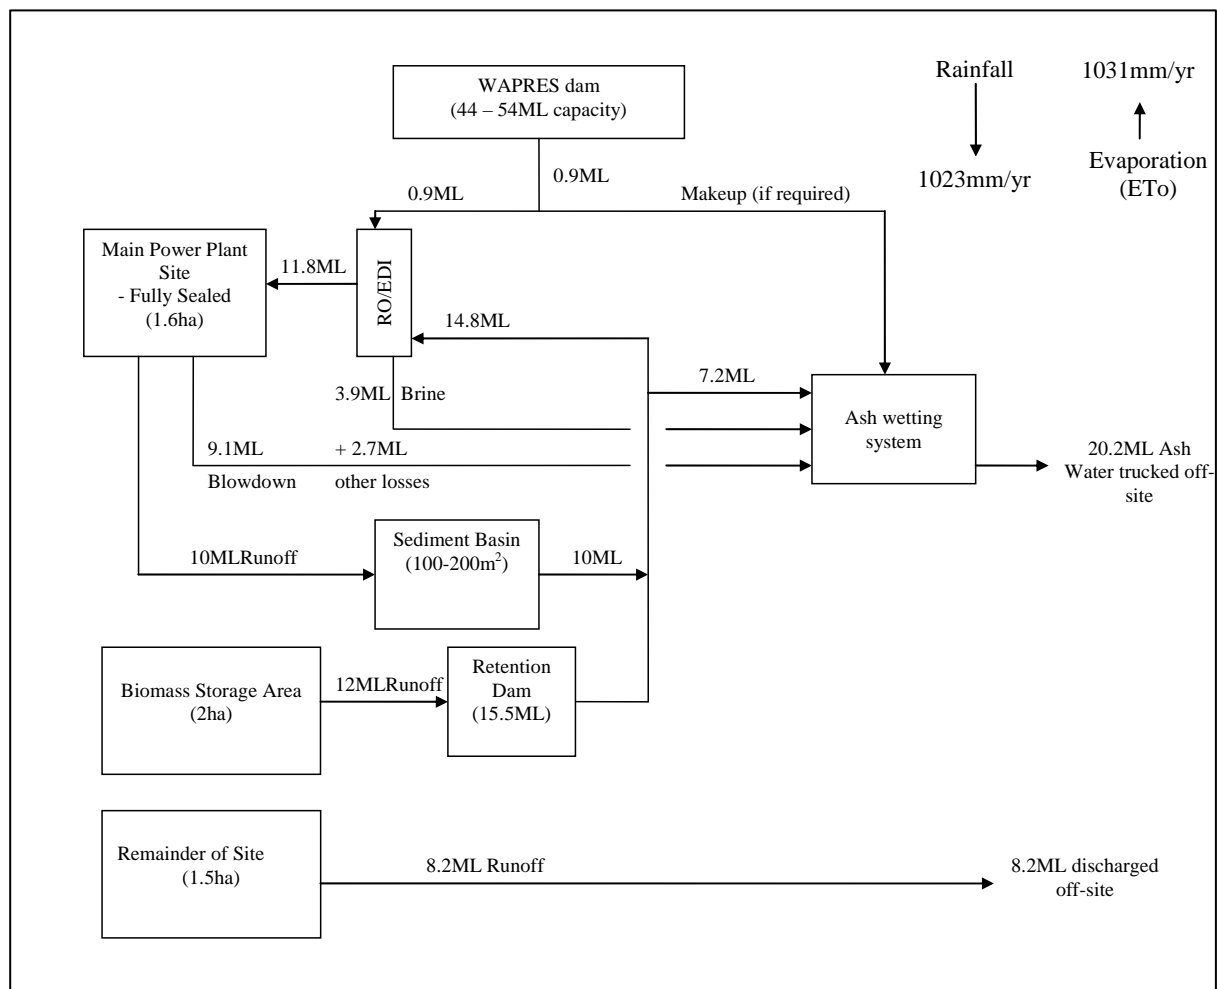 WAPRES dam
(44 – 54ML capacity)
Rainfall
1031mm/yr
1023mm/yr
Evaporation
(ETo)
0.9ML
0.9ML
Makeup (if required)
Main Power Plant
Site
- Fully Sealed
(1.6ha)
11.8ML
RO/EDI
14.8ML
3.9ML Brine
7.2ML
Ash wetting
system
9.1ML
Blowdown
+ 2.7ML
other losses
20.2ML Ash
Water trucked off-
site
10MLRunoff
Sediment Basin
(100-200m²)
10ML
Biomass Storage Area
(2ha)
12MLRunoff
Retention
Dam
(15.5ML)
Remainder of Site
(1.5ha)
8.2ML Runoff
8.2ML discharged
off-site